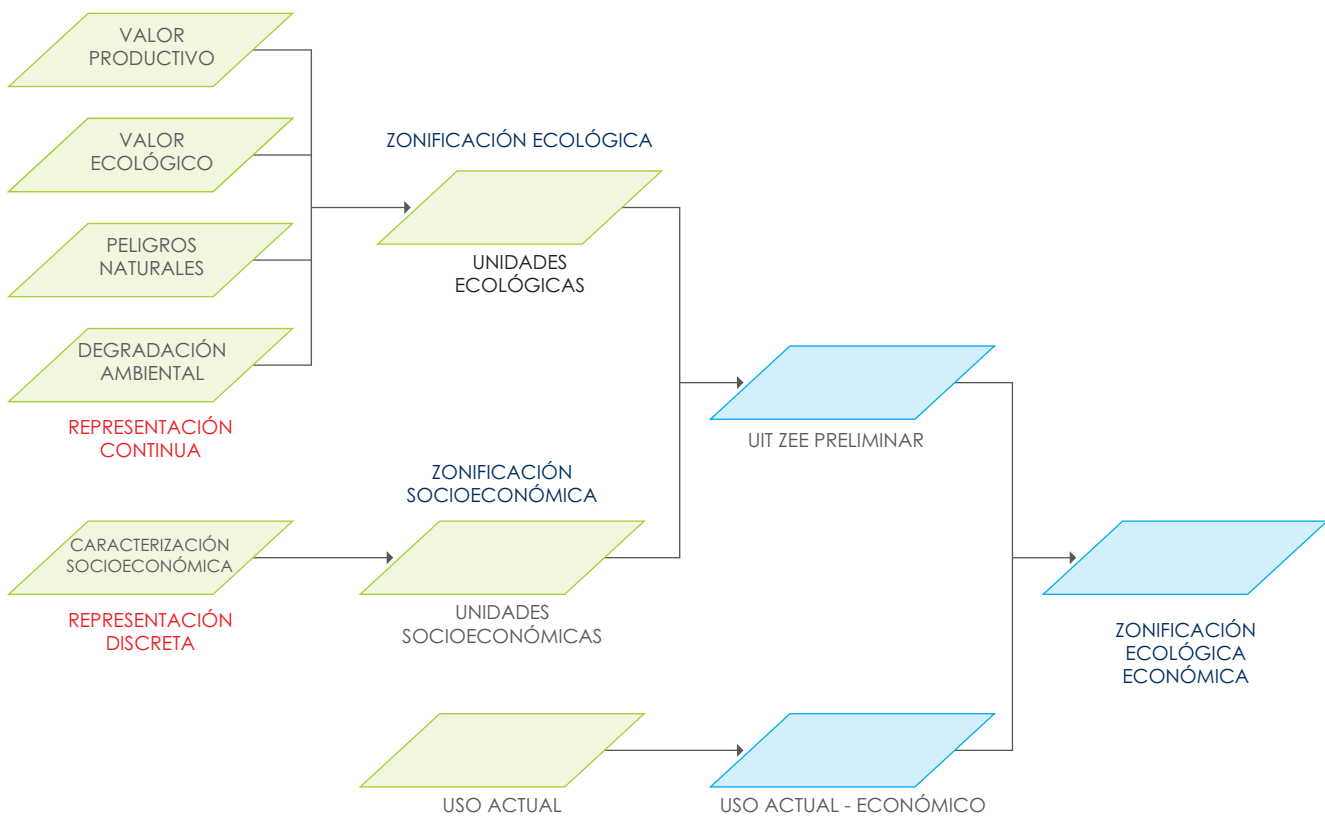 VALOR
PRODUCTIVO
VALOR
ECOLÓGICO
PELIGROS
NATURALES
DEGRADACIÓN
AMBIENTAL
REPRESENTACIÓN
CONTINUA
ZONIFICACIÓN ECOLÓGICA
UNIDADES
ECOLÓGICAS
CARACTERIZACIÓN
SOCIOECONÓMICA
REPRESENTACIÓN
DISCRETA
ZONIFICACIÓN
SOCIOECONÓMICA
UNIDADES
SOCIOECONÓMICAS
UIT ZEE PRELIMINAR
USO ACTUAL
USO ACTUAL - ECONÓMICO
ZONIFICACIÓN
ECOLÓGICA
ECONÓMICA